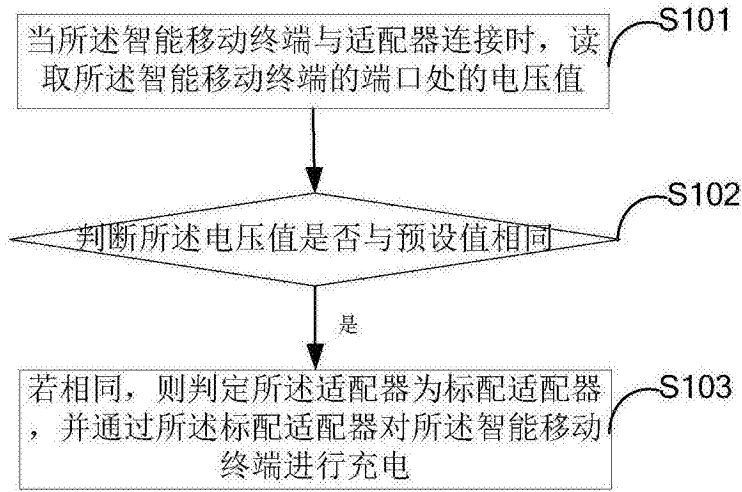 当所述智能移动终端与适配器连接时，读
取所述智能移动终端的端口处的电压值
S101
判断所述电压值是否与预设值相同
S102
是
若相同，则判定所述适配器为标配适配器
，并通过所述标配适配器对所述智能移动
终端进行充电
S103